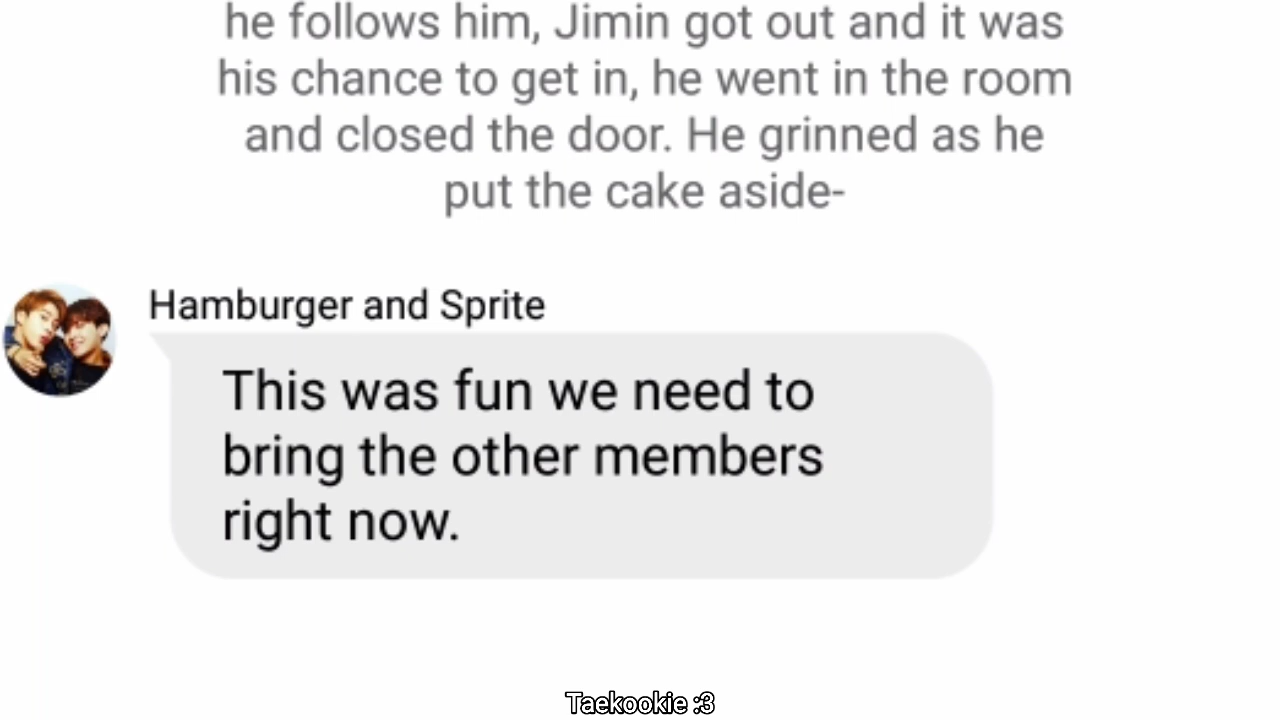 he follows him, Jimin got out and it was
his chance to get in, he went in the room
and closed the door. He grinned as he
put the cake aside-
Hamburger and Sprite
This was fun we need to
bring the other members
right now.
Taekookie :3